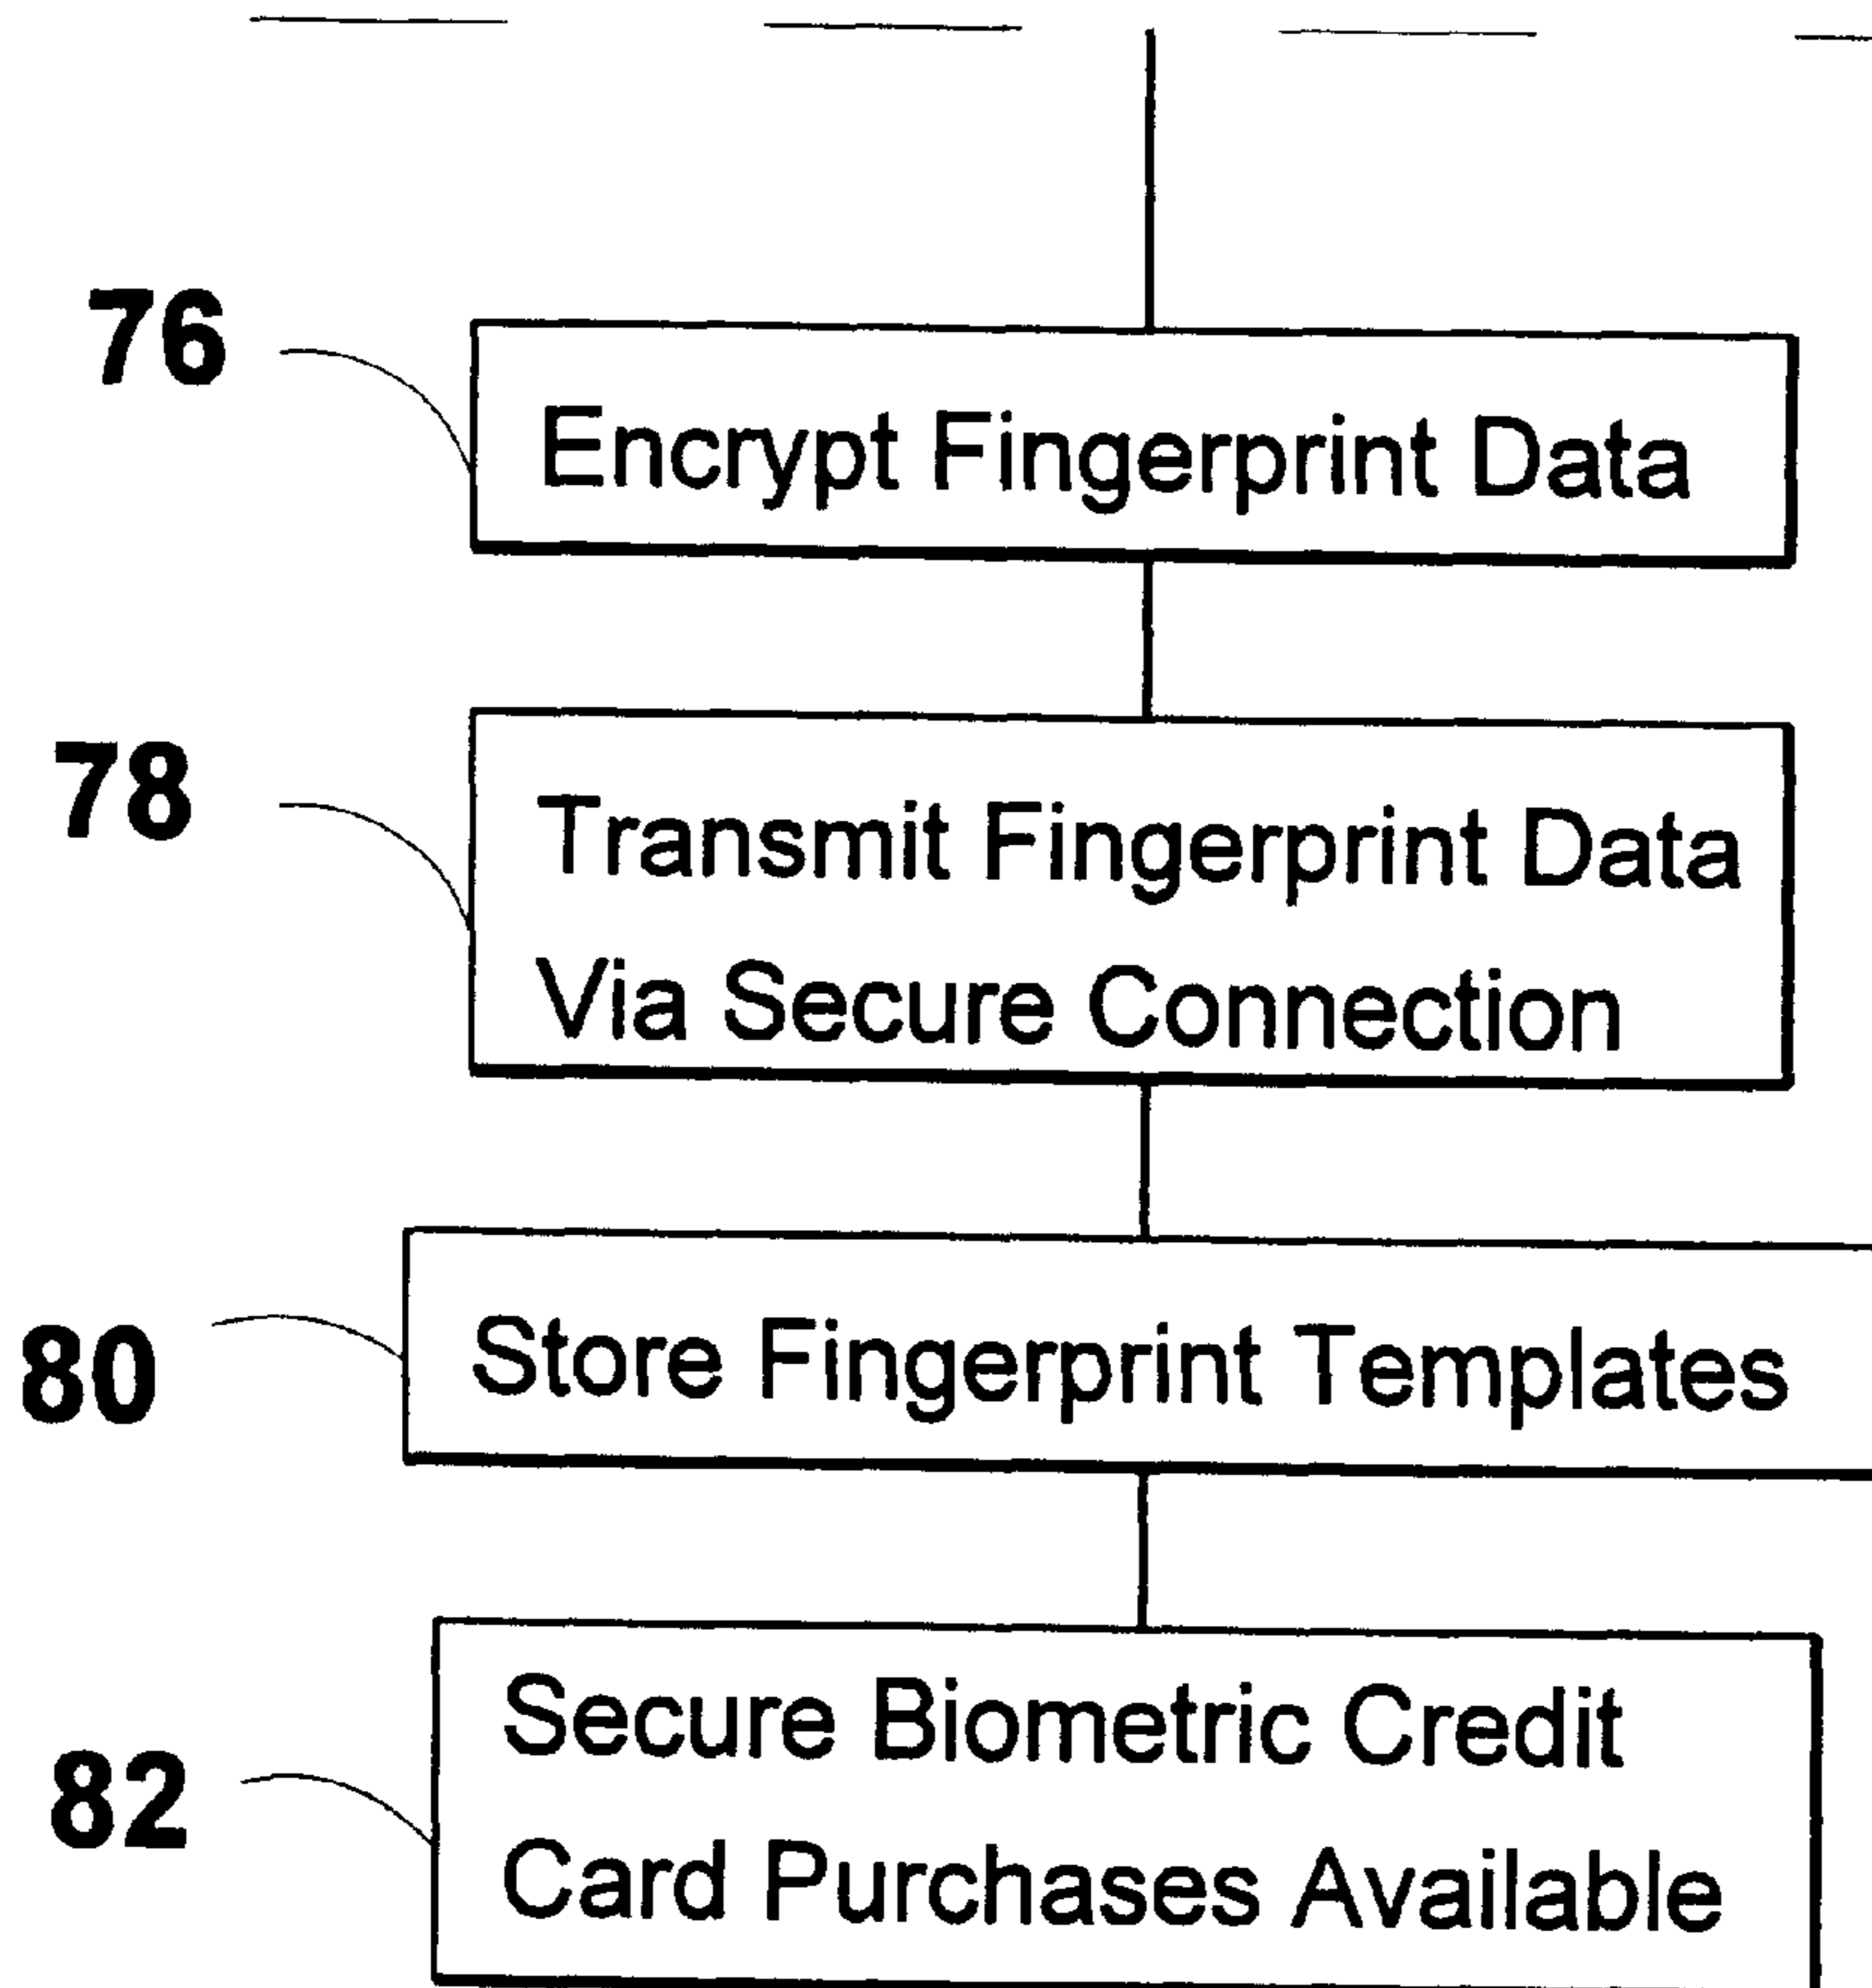 76
Encrypt Fingerprint Data
78
Transmit Fingerprint Data
Via Secure Connection
80
Store Fingerprint Templates
82
Secure Biometric Credit
Card Purchases Available